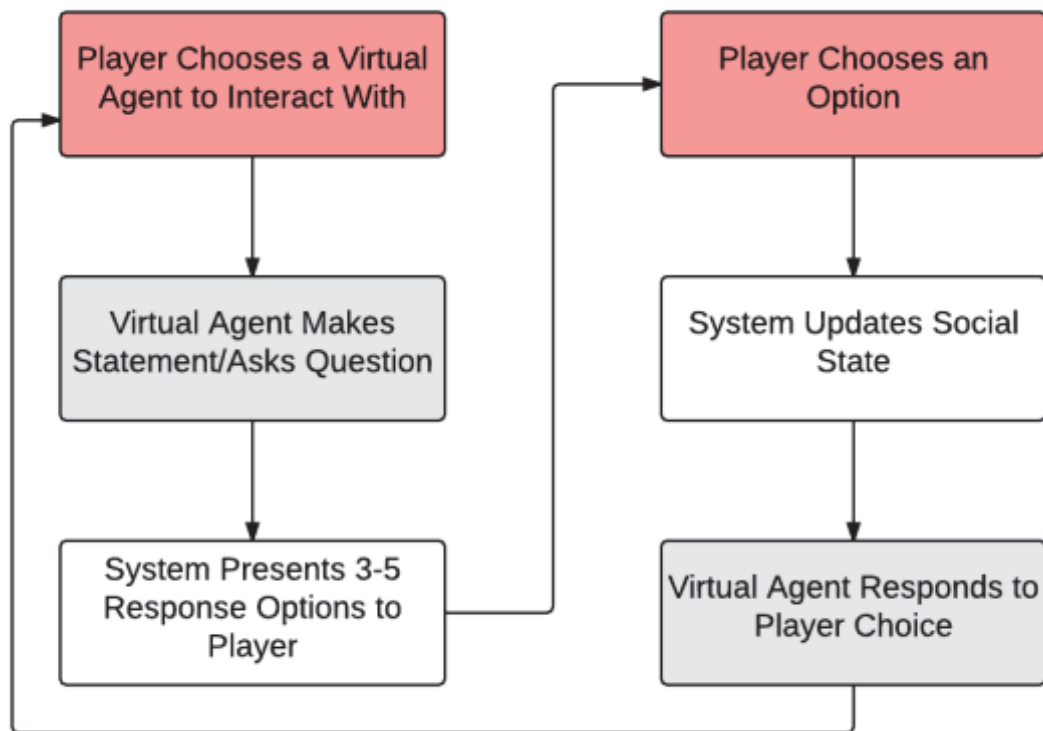 Player Chooses a Virtual
Agent to Interact With
Virtual Agent Makes
Statement/Asks Question
System Presents 3-5
Response Options to
Player
Player Chooses an
Option
System Updates Social
State
Virtual Agent Responds to
Player Choice